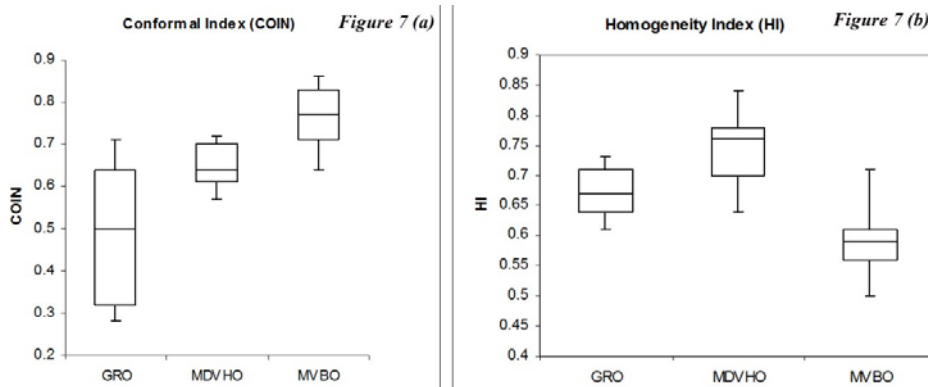 Conformal Index (COIN)
Figure 7 (a)
0.9
0.8
0.7
0.6
0.5
0.4
0.3
0.2
COIN
GRO
MDVHO
MVBO
Homogeneity Index (HI)
Figure 7 (b)
0.9
0.85
0.8
0.75
0.7
0.65
0.6
0.55
0.5
0.45
0.4
HI
GRO
MDVHO
MVBO